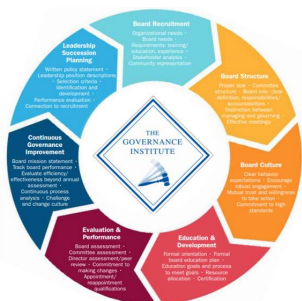 Board Recruitment
Organizational needs •
Board needs •
Requirements: training/
education, experience •
Stakeholder analysis •
Community representation
Board Structure
Proper size • Committee
structure • Board role clear
definition, responsibility/
accountabilities •
Distinction between
managing and governing •
Effective meetings
Board Culture
Clear behavior
expectations • Encourage
robust engagement •
Mutual trust and willingness
to take action •
Commitment to high
standards
Education &
Development
Formal orientation • Formal
board education plan •
Education goals and process
to meet goals • Resource
allocation • Certification
Evaluation &
Performance
Board assessment •
Committee assessment •
Director assessment/peer
review • Commitment to
making changes •
Appointment/
reappointment
qualifications
Continuous
Governance
Improvement
Board mission statement •
Track board performance •
Evaluate efficiency/
effectiveness beyond annual
assessment •
Continuous process
analysis • Challenge
and change culture
Leadership
Succession
Planning
Written policy statement •
Leadership position descriptions
• Selection criteria •
Identification and
development •
Performance evaluation •
Connection to recruitment
THE
GOVERNANCE
INSTITUTE